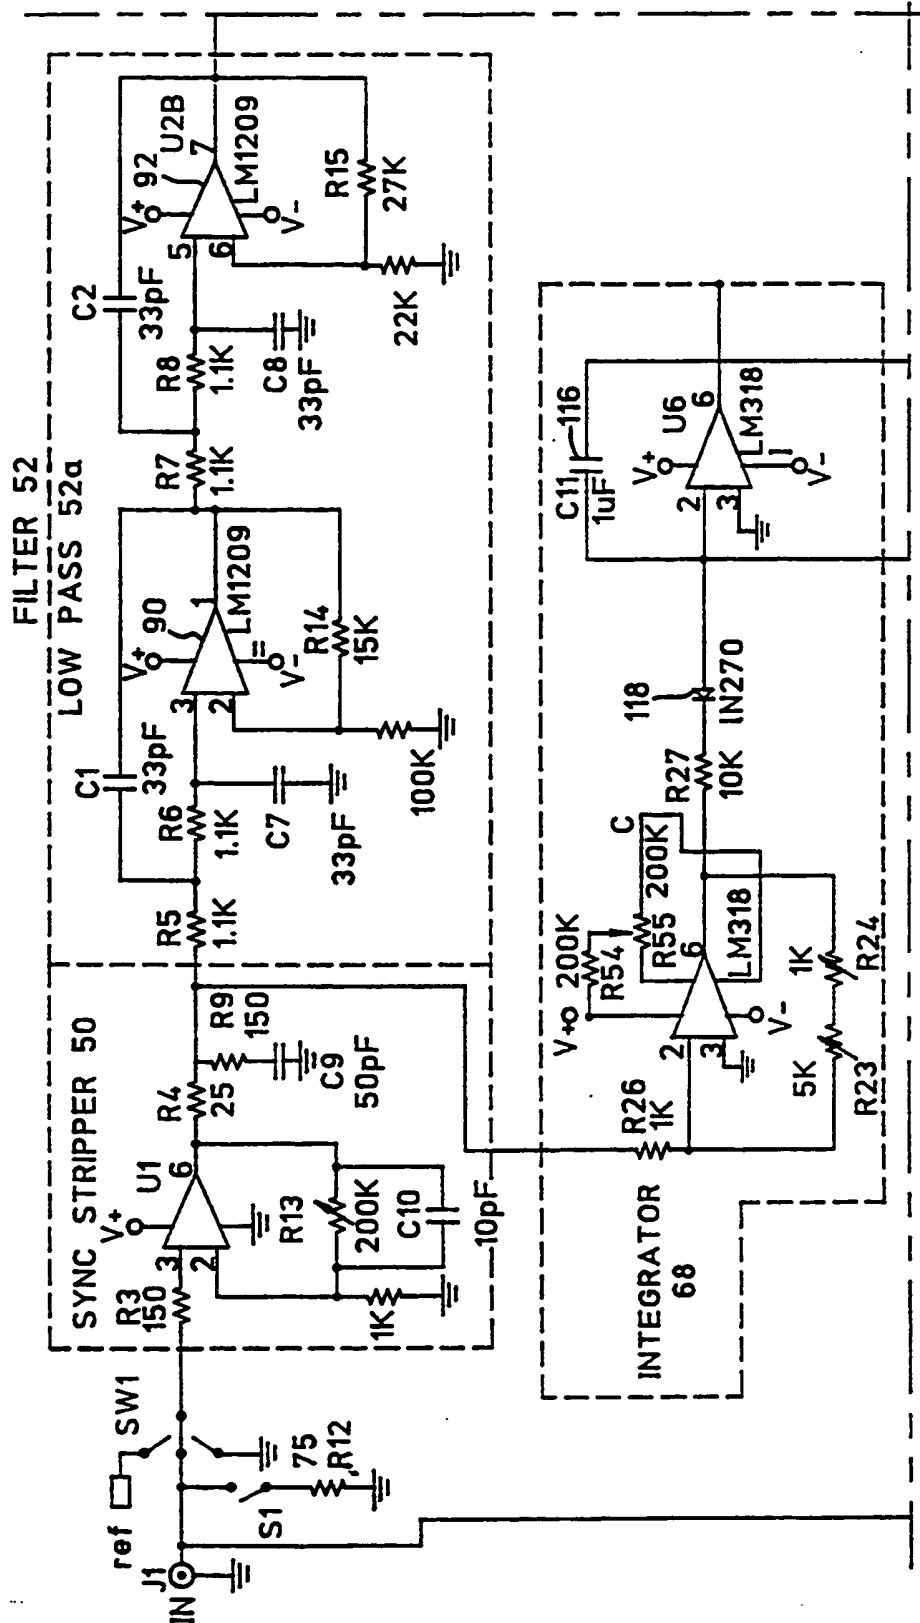 FILTER 52
LOW PASS 52a
SYNC STRIPPER 50
J1
IN
ref
SW1
S1
75
R12
R3
150
3
2
V+
U1
6
R13
200K
C10
10pF
1K
R4
25
R9
150
C9
50pF
R5
1.1K
C1
33pF
R6
1.1K
C7
33pF
3
2
V+
90
1
LM1209
11
V-
R14
15K
100K
R7
1.1K
C2
33pF
R8
1.1K
C8
33pF
5
6
V+
92
U2B
7
LM1209
V-
R15
27K
22K
INTEGRATOR
68
R26
1K
2
3
V+
200K
R54
R55
200K
C
6
LM318
V-
5K
R23
1K
R24
R27
10K
118
IN270
C11
1uF
116
2
3
V+
U6
6
LM318
V-